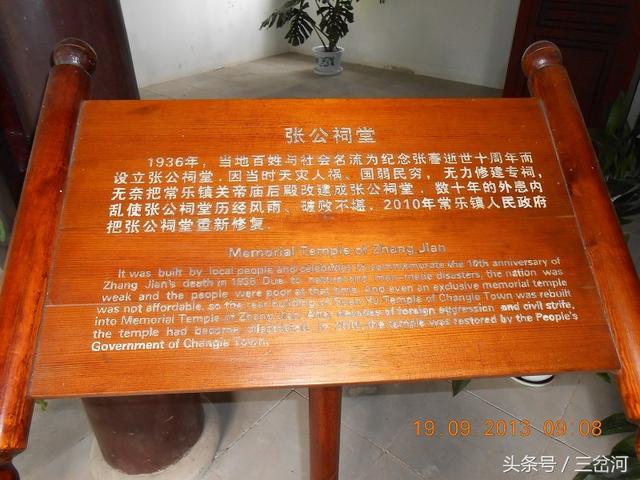 张公祠堂
1936年，当地百姓与社会名流为纪念张謇逝世十周年而
设立张公祠堂．因当时天灾人祸、国弱民穷，无力修建专祠，
无奈把常乐镇关帝庙后殿改建成张公祠堂．数十年的外患内
乱使张公祠堂历经风雨、破败不堪．2010年常乐镇人民政府
把张公祠堂重新修复．
Memorial Temple of Zhang Jian
It was built by local people and celebrities to commemorate the 10th anniversary of
Zhang Jian's death in 1936. Due to natural and man-made disasters, the nation was
weak and the people were poor at that time. And even an exclusive memorial temple
was not affordable, so the rear building of Guan Yu Temple of Changle Town was rebuilt
into Memorial Temple of Zhang Jian. After decades of foreign aggression and civil strife,
the temple had become dilapidated. In 2010, the temple was restored by the People's
Government of Changle Town.
19.09.2013 09:08
头条号／三岔河